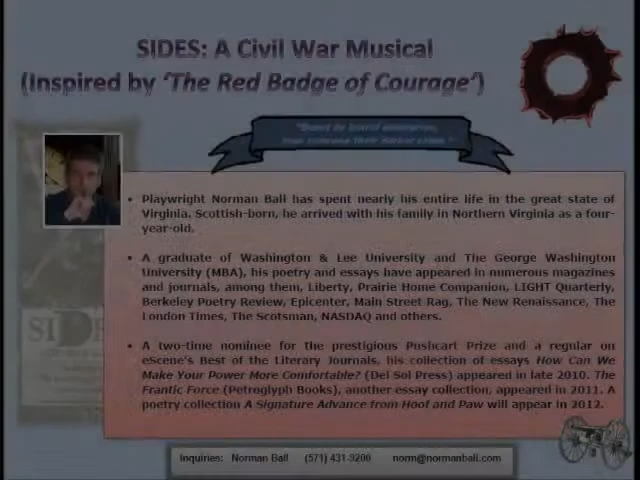 SIDES: A Civil War Musical
(Inspired by 'The Red Badge of Courage')
• Playwright Norman Ball has spent nearly his entire life in the great state of
Virginia. Scottish-born, he arrived with his family in Northern Virginia as a four-
year-old.
• A graduate of Washington & Lee University and The George Washington
University (MBA), his poetry and essays have appeared in numerous magazines
and journals, among them, Liberty, Prairie Home Companion, LIGHT Quarterly,
Berkeley Poetry Review, Epicenter, Main Street Rag, The New Renaissance, The
London Times, The Scotsman, NASDAQ and others.
• A two-time nominee for the prestigious Pushcart Prize and a regular on
eScene's Best of the Literary Journals, his collection of essays How Can We
Make Your Power More Comfortable? (Del Sol Press) appeared in late 2010. The
Frantic Force (Petroglyph Books), another essay collection, appeared in 2011. A
poetry collection A Signature Advance from Hoof and Paw will appear in 2012.
SIDES
Inquiries: Norman Ball (571) 431-9200 norm@normanball.com